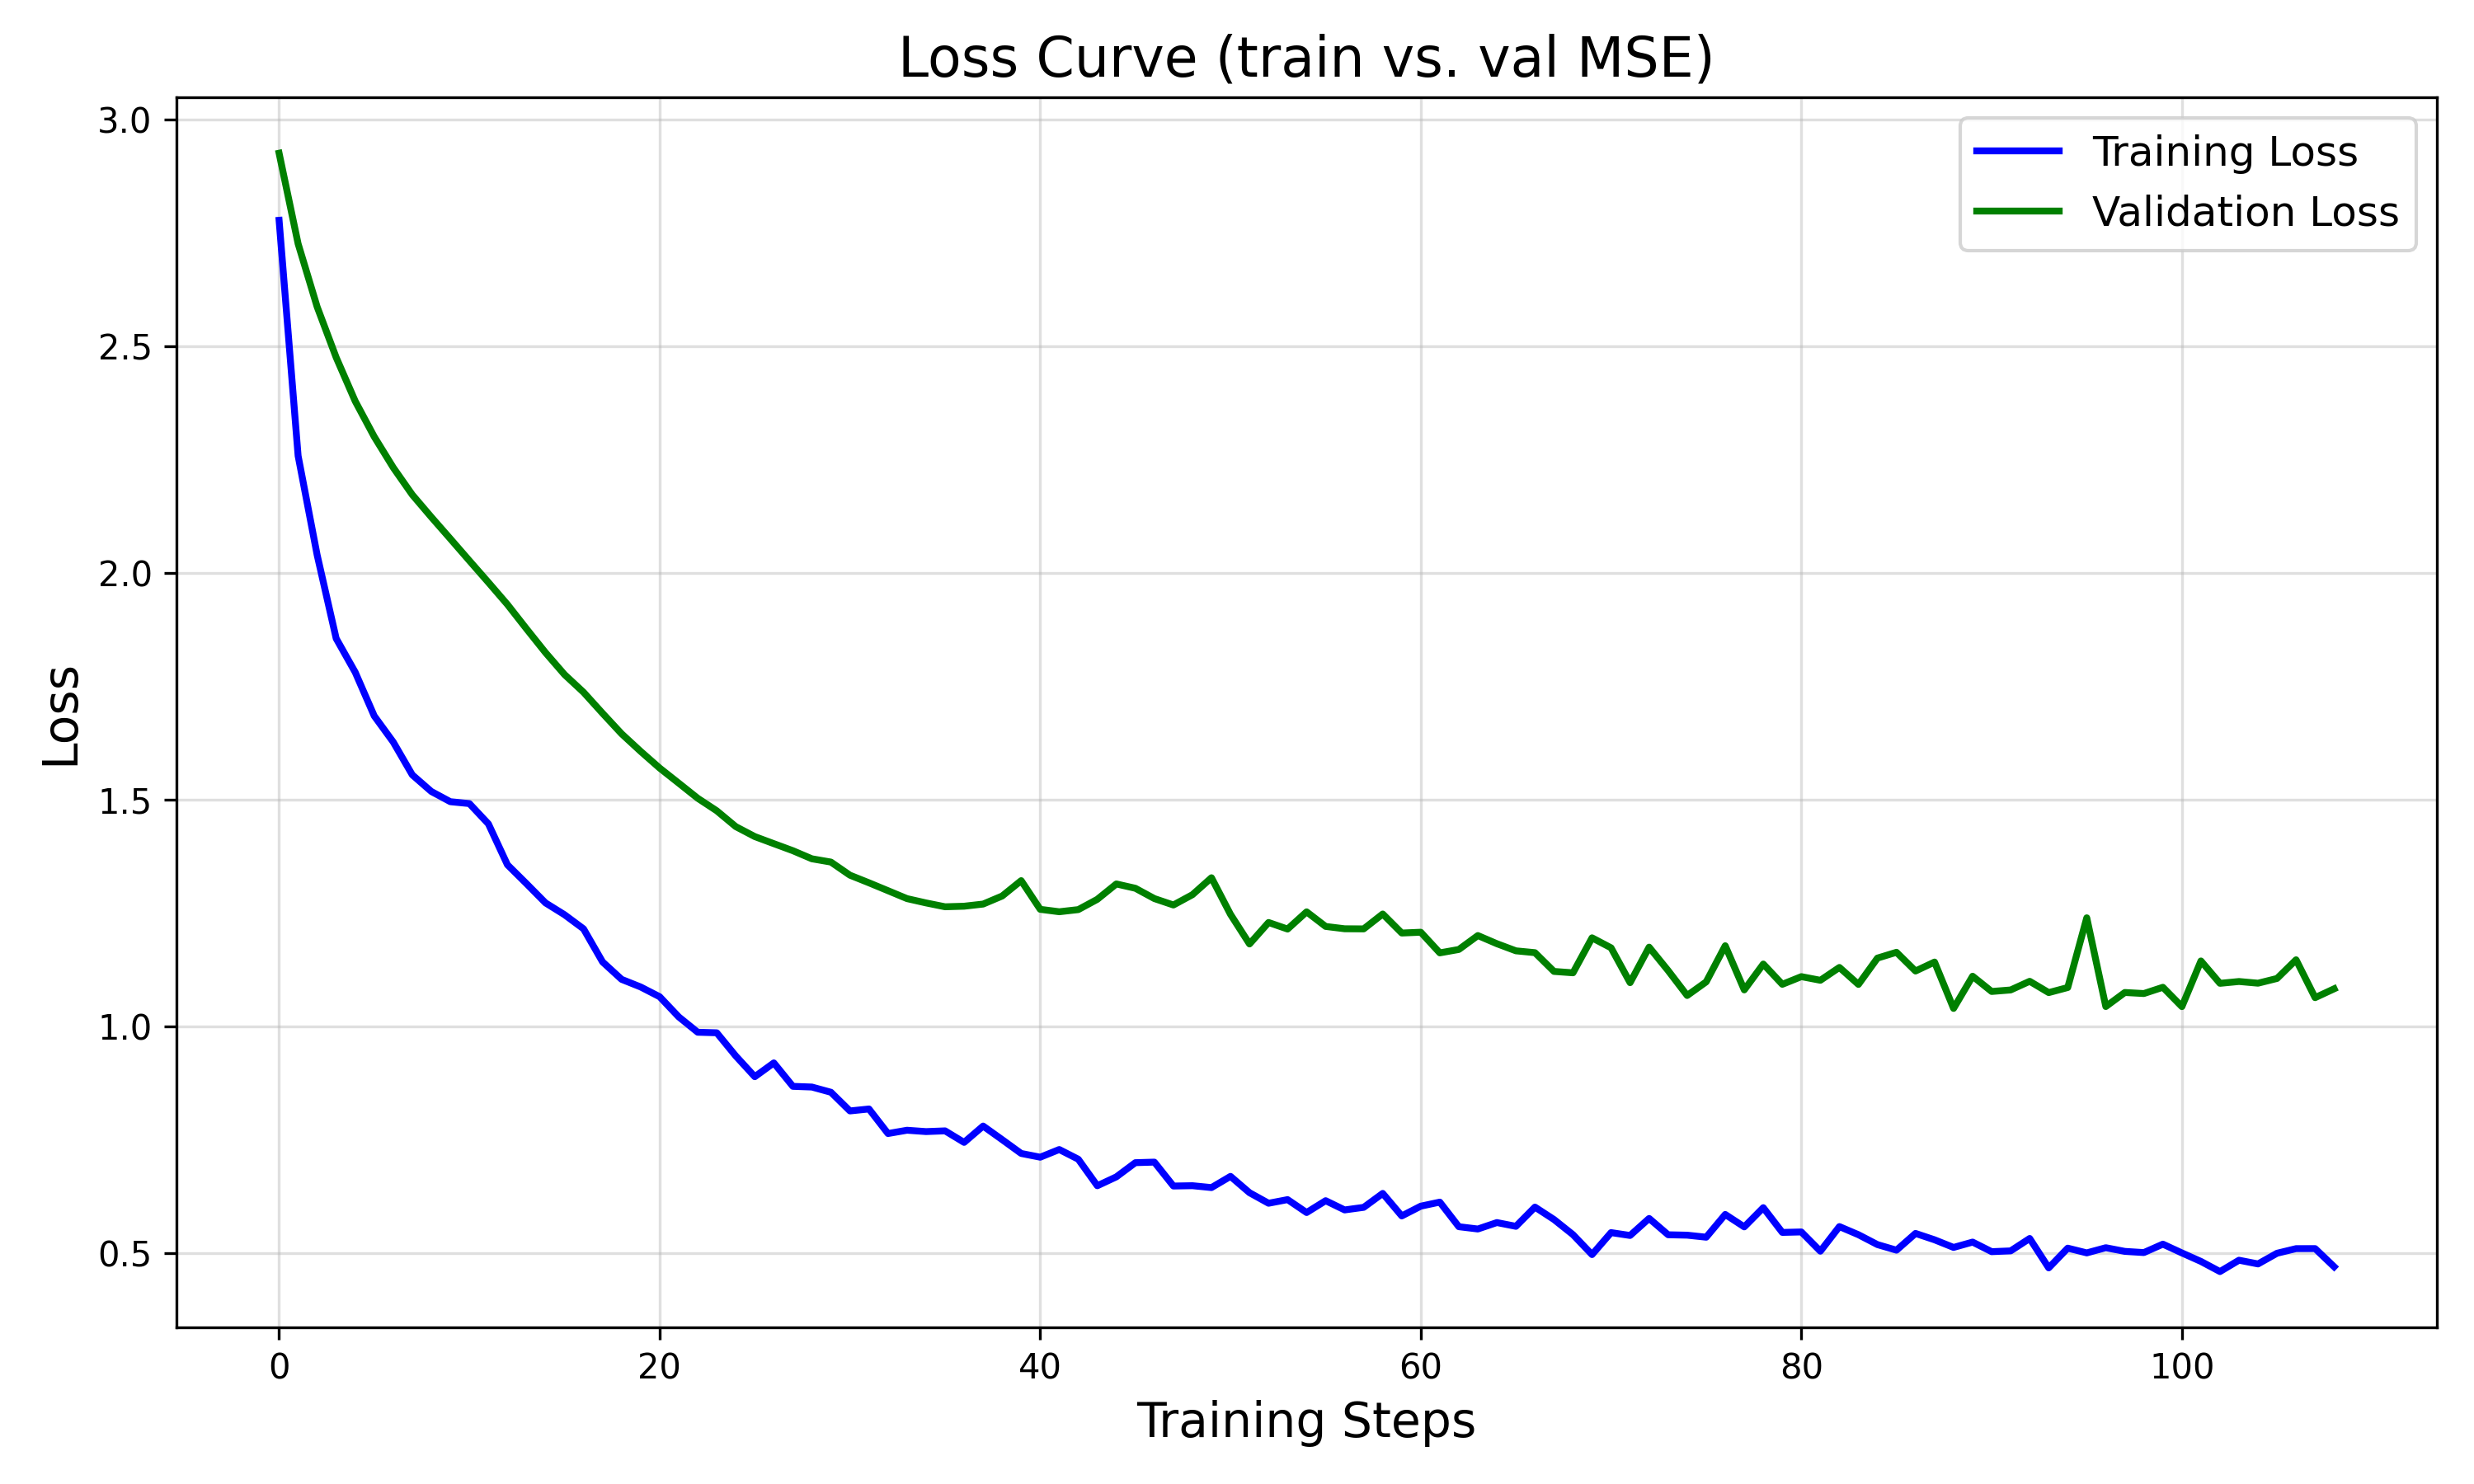 Loss Curve (train vs. val MSE)
3.0
2.5
2.0
1.5
1.0
0.5
Loss
Training Loss
Validation Loss
0 20 40 60 80 100
Training Steps